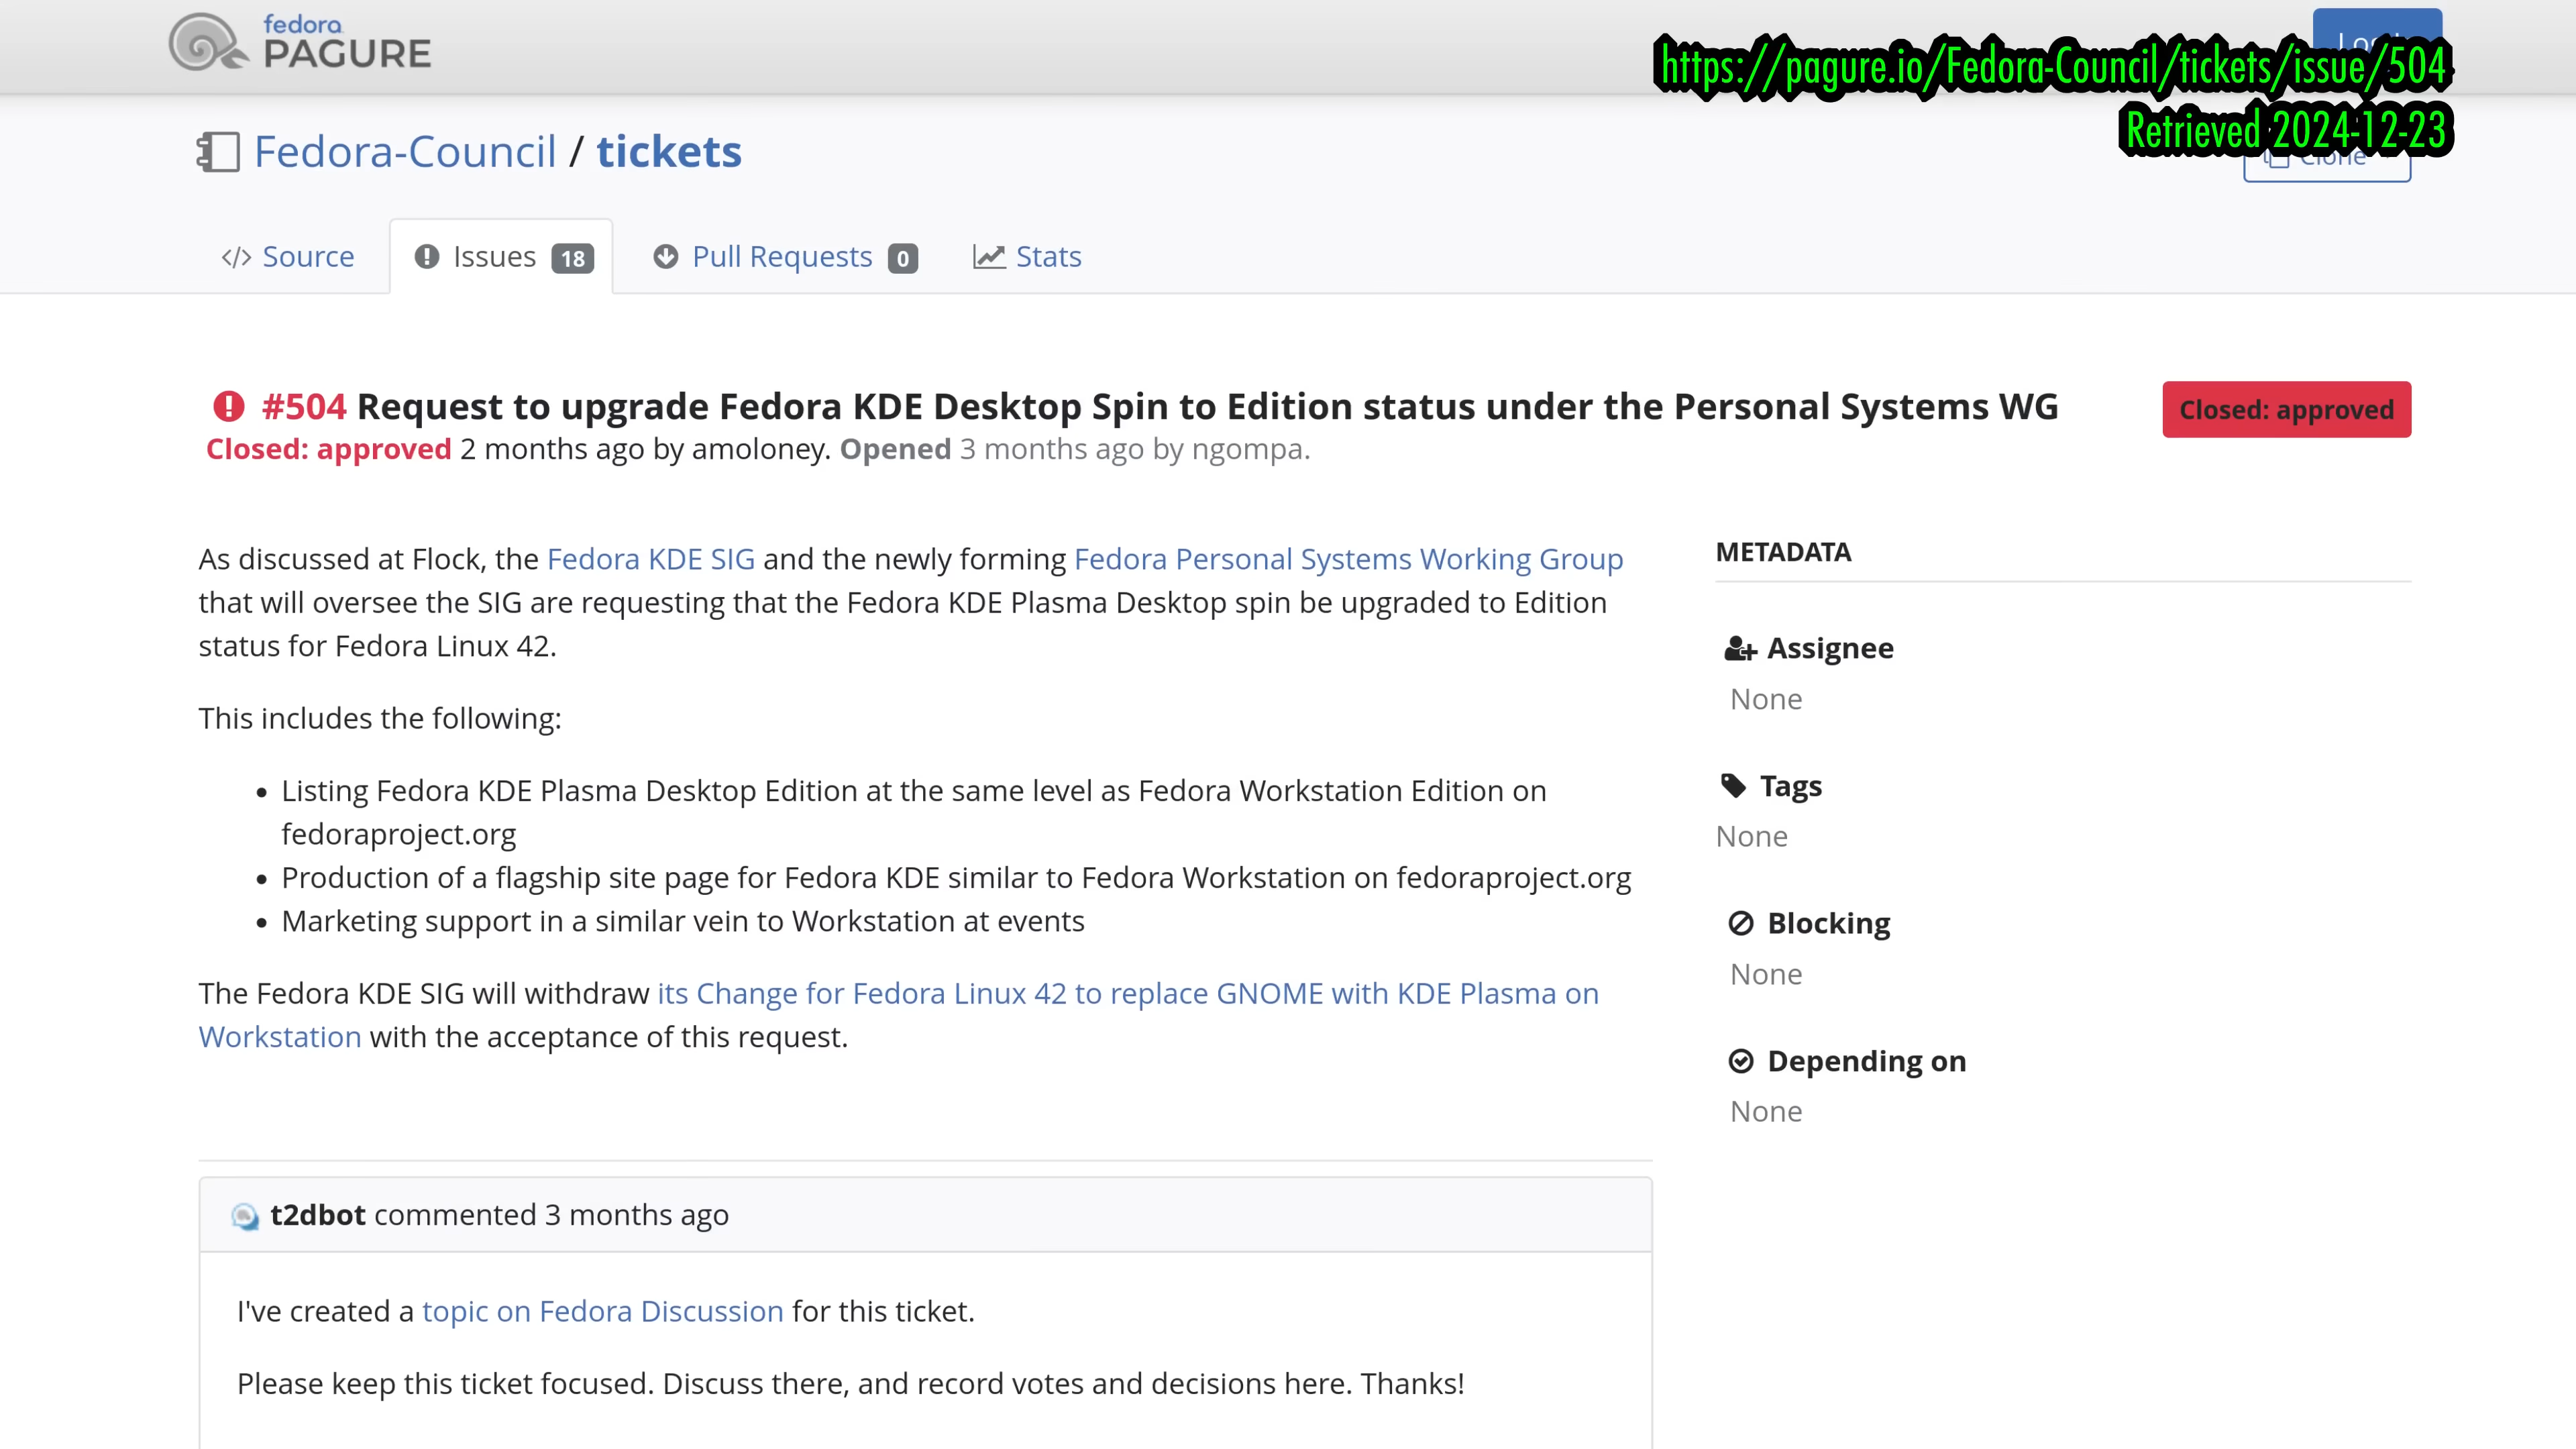 fedora
PAGURE
https://pagure.io/Fedora-Council/tickets/issue/504
Retrieved 2024-12-23
Fedora-Council / tickets
Clone
Source
Issues 18
Pull Requests 0
Stats
#504 Request to upgrade Fedora KDE Desktop Spin to Edition status under the Personal Systems WG
Closed: approved
Closed: approved 2 months ago by amoloney. Opened 3 months ago by ngompa.
As discussed at Flock, the Fedora KDE SIG and the newly forming Fedora Personal Systems Working Group
that will oversee the SIG are requesting that the Fedora KDE Plasma Desktop spin be upgraded to Edition
status for Fedora Linux 42.
This includes the following:
• Listing Fedora KDE Plasma Desktop Edition at the same level as Fedora Workstation Edition on
fedoraproject.org
• Production of a flagship site page for Fedora KDE similar to Fedora Workstation on fedoraproject.org
• Marketing support in a similar vein to Workstation at events
The Fedora KDE SIG will withdraw its Change for Fedora Linux 42 to replace GNOME with KDE Plasma on
Workstation with the acceptance of this request.
t2dbot commented 3 months ago
I've created a topic on Fedora Discussion for this ticket.
Please keep this ticket focused. Discuss there, and record votes and decisions here. Thanks!
METADATA
Assignee
None
Tags
None
Blocking
None
Depending on
None